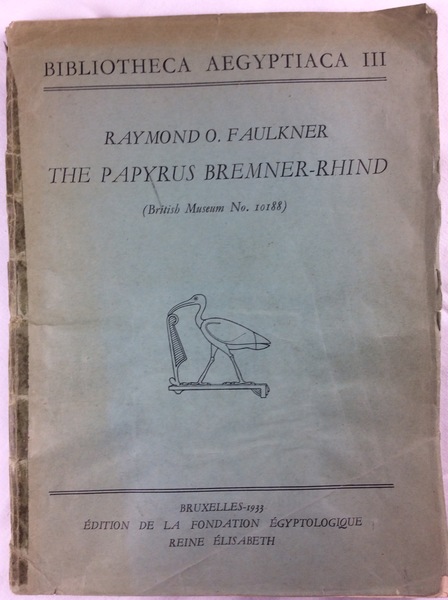 BIBLIOTHECA AEGYPTIACA III
RAYMOND O. FAULKNER
THE PAPYRUS BREMNER-RHIND
(British Museum No. 10188)
BRUXELLES-1933
ÉDITION DE LA FONDATION ÉGYPTOLOGIQUE
REINE ÉLISABETH